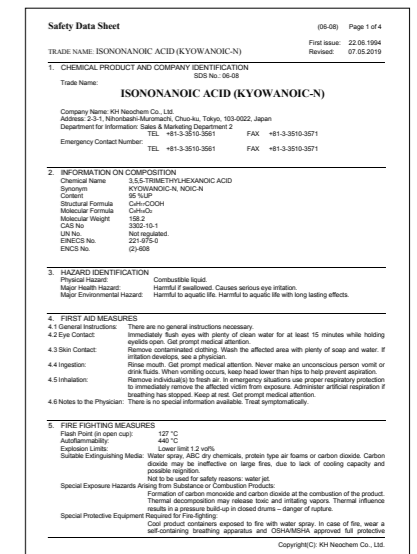 Safety Data Sheet (06-08) Page 1 of 4
First issue: 22.06.1994
TRADE NAME: ISONONANOIC ACID (KYOWANOIC-N) Revised: 07.05.2019
1. CHEMICAL PRODUCT AND COMPANY IDENTIFICATION
SDS No.: 06-08
Trade Name:
ISONONANOIC ACID (KYOWANOIC-N)
Company Name: KH Neochem Co., Ltd.
Address: 2-3-1, Nihonbashi-Muromachi, Chuo-ku, Tokyo, 103-0022, Japan
Department for Information: Sales & Marketing Department 2
TEL +81-3-3510-3561 FAX +81-3-3510-3571
Emergency Contact Number:
TEL +81-3-3510-3561 FAX +81-3-3510-3571
2. INFORMATION ON COMPOSITION
Chemical Name 3,5,5-TRIMETHYLHEXANOIC ACID
Synonym KYOWANOIC-N, NOIC-N
Content 95 %UP
Structural Formula C₈H₁₇COOH
Molecular Formula C₉H₁₈O₂
Molecular Weight 158.2
CAS No 3302-10-1
UN No. Not regulated.
EINECS No. 221-975-0
ENCS No. (2)-608
3. HAZARD IDENTIFICATION
Physical Hazard: Combustible liquid.
Major Health Hazard: Harmful if swallowed. Causes serious eye irritation.
Major Environmental Hazard: Harmful to aquatic life. Harmful to aquatic life with long lasting effects.
4. FIRST AID MEASURES
4.1 General Instructions: There are no general instructions necessary.
4.2 Eye Contact: Immediately flush eyes with plenty of clean water for at least 15 minutes while holding
eyelids open. Get prompt medical attention.
4.3 Skin Contact: Remove contaminated clothing. Wash the affected area with plenty of soap and water. If
irritation develops, see a physician.
4.4 Ingestion: Rinse mouth. Get prompt medical attention. Never make an unconscious person vomit or
drink fluids. When vomiting occurs, keep head lower than hips to help prevent aspiration.
4.5 Inhalation: Remove individual(s) to fresh air. In emergency situations use proper respiratory protection
to immediately remove the affected victim from exposure. Administer artificial respiration if
breathing has stopped. Keep at rest. Get prompt medical attention.
4.6 Notes to the Physician: There is no special information available. Treat symptomatically.
5. FIRE FIGHTING MEASURES
Flash Point (in open cup): 127 °C
Autoflammability: 440 °C
Explosion Limits: Lower limit 1.2 vol%
Suitable Extinguishing Media: Water spray, ABC dry chemicals, protein type air foams or carbon dioxide. Carbon
dioxide may be ineffective on large fires, due to lack of cooling capacity and
possible reignition.
Not to be used for safety reasons: water jet.
Special Exposure Hazards Arising from Substance or Combustion Products:
Formation of carbon monoxide and carbon dioxide at the combustion of the product.
Thermal decomposition may release toxic and irritating vapors. Thermal influence
results in a pressure build-up in closed drums – danger of rupture.
Special Protective Equipment Required for Fire-fighting:
Cool product containers exposed to fire with water spray. In case of fire, wear a
self-containing breathing apparatus and OSHA/MSHA approved full protective
Copyright(C): KH Neochem Co., Ltd.